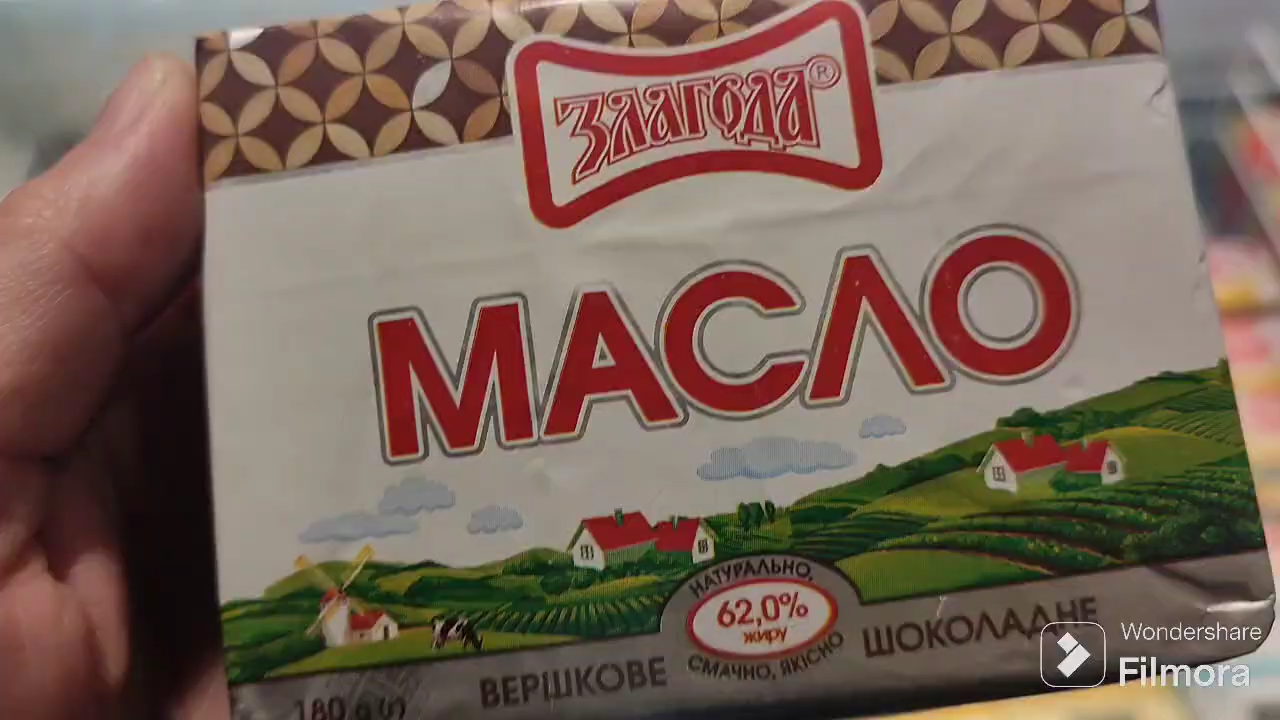 ЗЛАГОДА®
МАСЛО
НАТУРАЛЬНО,
62,0%
жиру
СМАЧНО, ЯКІСНО
ВЕРШКОВЕ ШОКОЛАДНЕ
180
Wondershare
Filmora